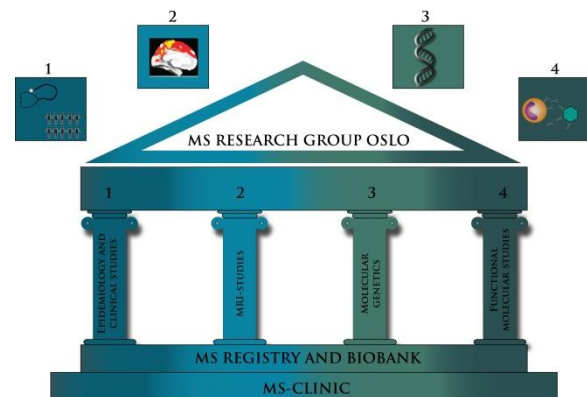 1
2
3
4
MS RESEARCH GROUP OSLO
1
2
3
4
EPIDEMIOLOGY AND
CLINICAL STUDIES
MRI-STUDIES
MOLECULAR
GENETICS
FUNCTIONAL
MOLECULAR STUDIES
MS REGISTRY AND BIOBANK
MS-CLINIC